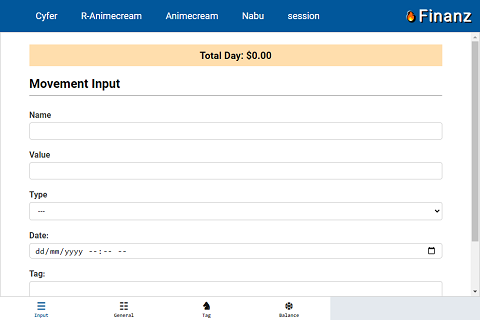 Cyfer R-Animecream Animecream Nabu session 🔥Finanz
Total Day: $0.00
Movement Input
Name
Value
Type
---
Date:
dd/mm/yyyy --:-- --
Tag:
Input General Tag Balance